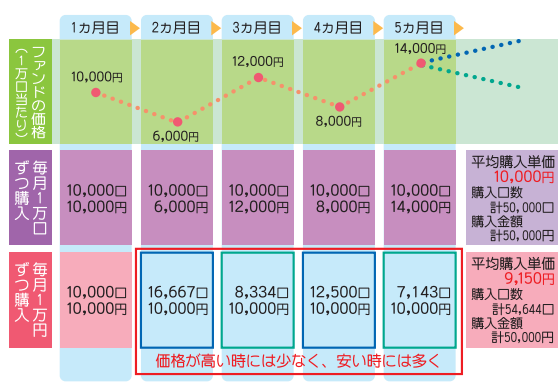 1カ月目 2カ月目 3カ月目 4カ月目 5カ月目
ファンドの価格
（1万口当たり）
10,000円
6,000円
12,000円
8,000円
14,000円
毎月1万口
ずつ購入
10,000口 10,000口 10,000口 10,000口 10,000口
10,000円 6,000円 12,000円 8,000円 14,000円
平均購入単価
10,000円
購入口数
計50,000口
購入金額
計50,000円
毎月1万円
ずつ購入
10,000口 16,667口 8,334口 12,500口 7,143口
10,000円 10,000円 10,000円 10,000円 10,000円
平均購入単価
9,150円
購入口数
計54,644口
購入金額
計50,000円
価格が高い時には少なく、安い時には多く